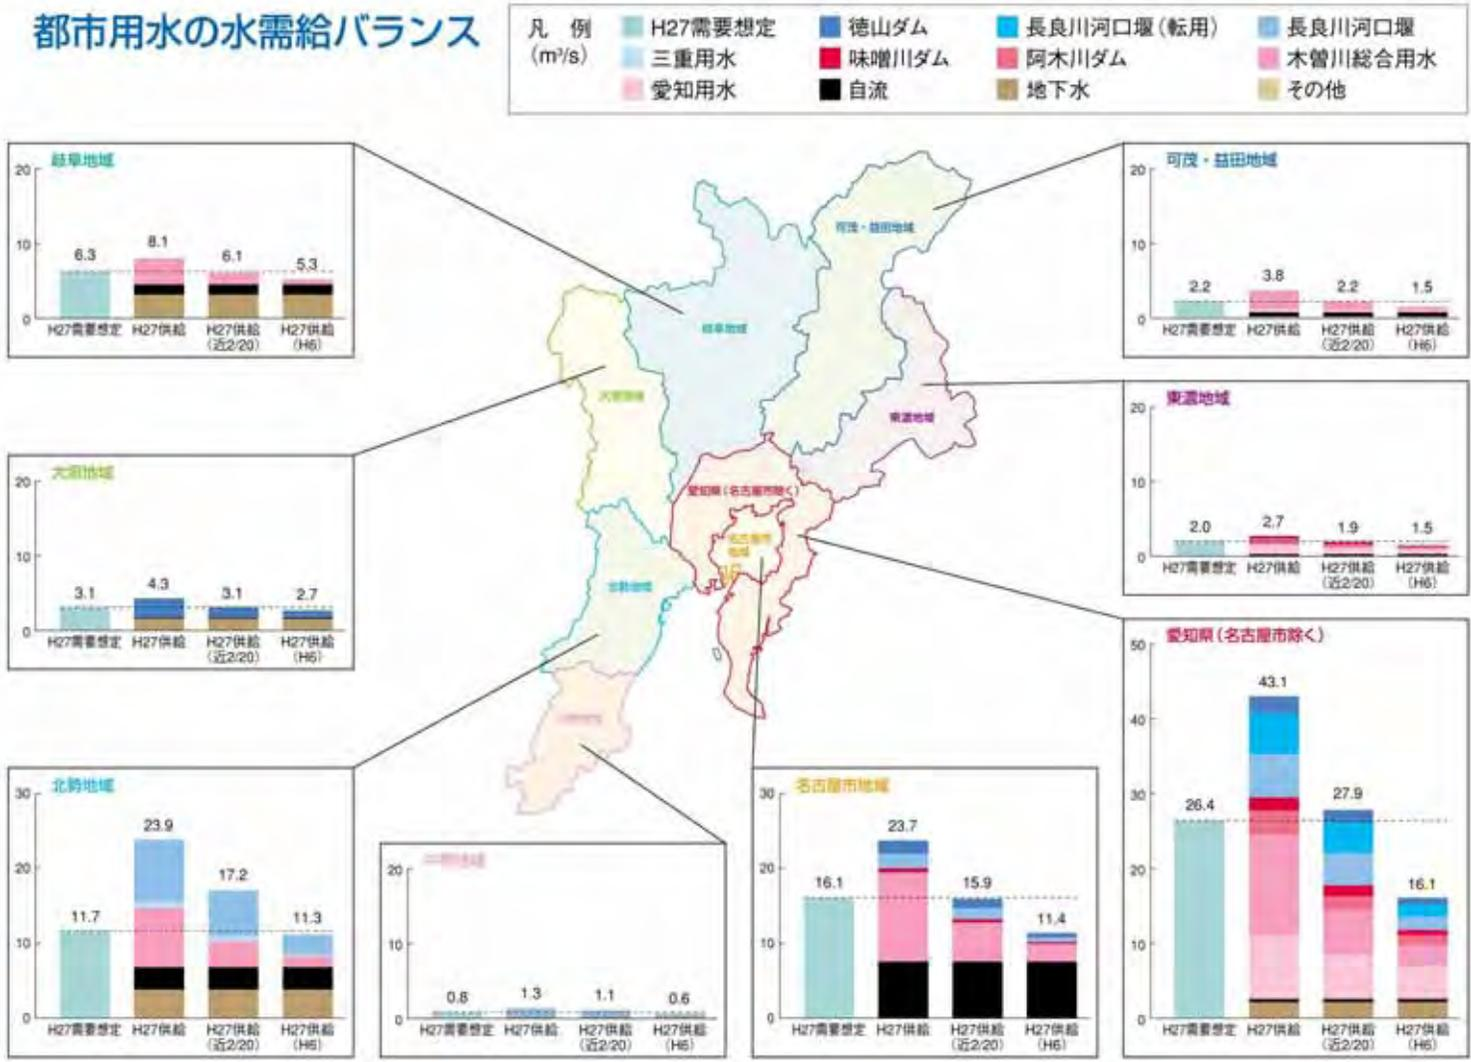 都市用水の水需給バランス
凡 例
(m³/s)
H27需要想定
徳山ダム
長良川河口堰(転用)
長良川河口堰
三重用水
味噌川ダム
阿木川ダム
木曽川総合用水
愛知用水
自流
地下水
その他
岐阜地域
20
10
0
6.3
8.1
6.1
5.3
H27需要想定
H27供給
H27供給
(近2/20)
H27供給
(H6)
可茂・益田地域
20
10
0
2.2
3.8
2.2
1.5
H27需要想定
H27供給
H27供給
(近2/20)
H27供給
(H6)
東濃地域
20
10
0
2.0
2.7
1.9
1.5
H27需要想定
H27供給
H27供給
(近2/20)
H27供給
(H6)
大垣地域
20
10
0
3.1
4.3
3.1
2.7
H27需要想定
H27供給
H27供給
(近2/20)
H27供給
(H6)
可茂・益田地域
岐阜地域
大垣地域
東濃地域
愛知県(名古屋市除く)
名古屋市
地域
北勢地域
愛知県(名古屋市除く)
50
40
30
20
10
0
26.4
43.1
27.9
16.1
H27需要想定
H27供給
H27供給
(近2/20)
H27供給
(H6)
北勢地域
30
20
10
0
11.7
23.9
17.2
11.3
H27需要想定
H27供給
H27供給
(近2/20)
H27供給
(H6)
20
10
0
0.8
1.3
1.1
0.6
H27需要想定
H27供給
H27供給
(近2/20)
H27供給
(H6)
名古屋市地域
30
20
10
0
16.1
23.7
15.9
11.4
H27需要想定
H27供給
H27供給
(近2/20)
H27供給
(H6)